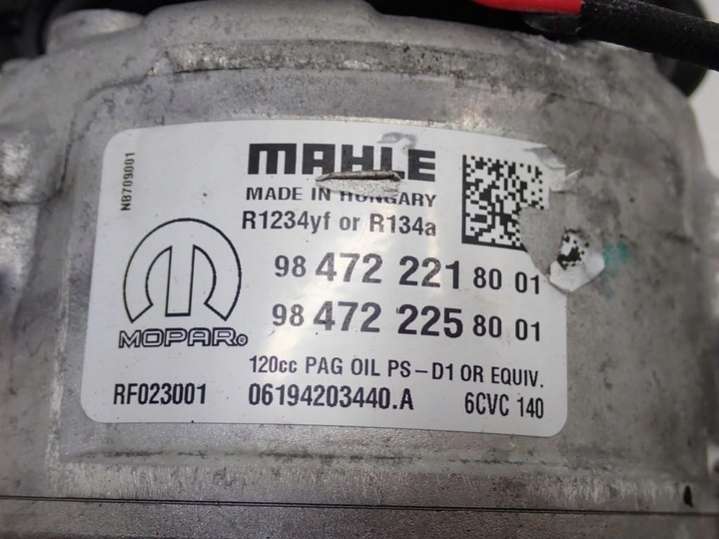 NB709001
MAHLE
MADE IN HUNGARY
R1234yf or R134a
98 472 221 80 01
98 472 225 80 01
MOPAR®
120cc PAG OIL PS-D1 OR EQUIV.
RF023001 06194203440.A 6CVC 140